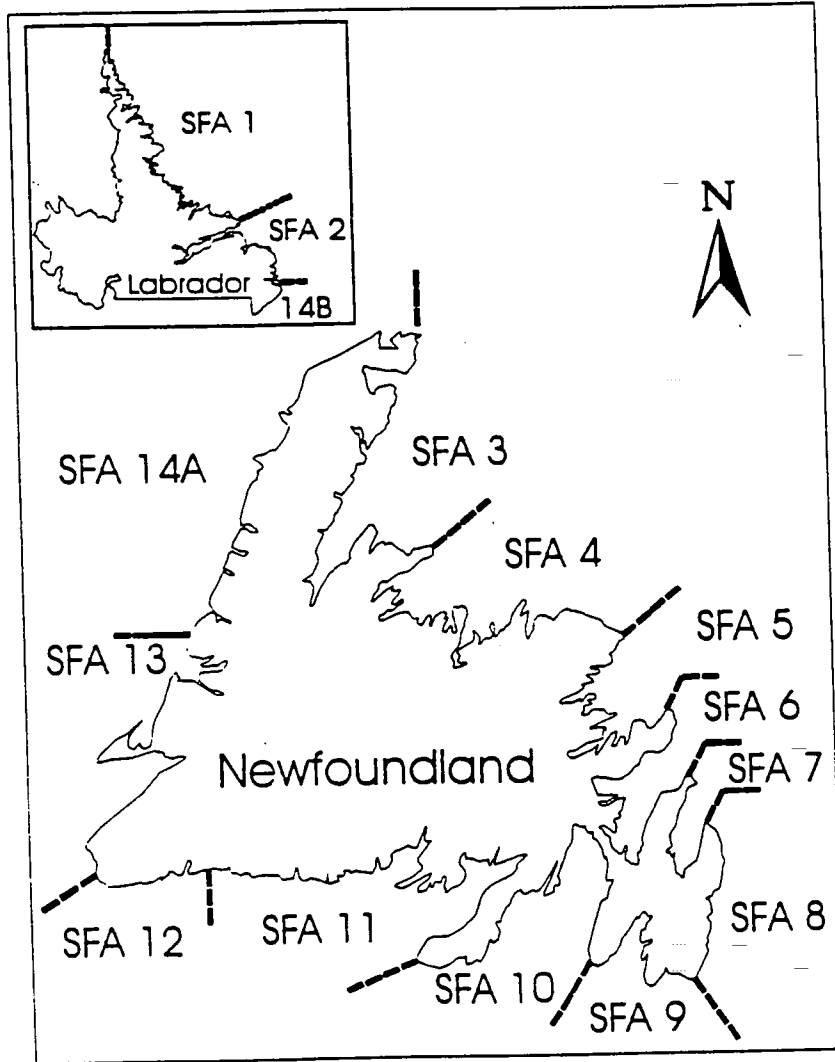 SFA 1
SFA 2
Labrador
14B
N
SFA 3
SFA 14A
SFA 4
SFA 5
SFA 13
SFA 6
Newfoundland
SFA 7
SFA 8
SFA 12
SFA 11
SFA 10
SFA 9